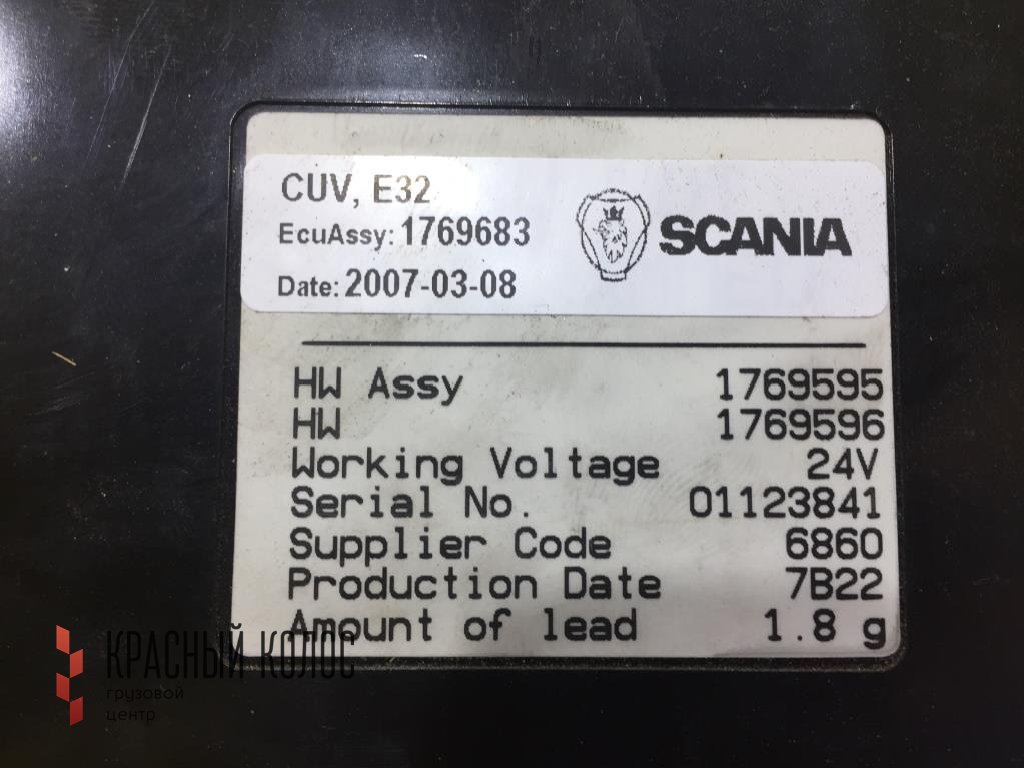 CUV, E32
EcuAssy: 1769683
Date: 2007-03-08
SCANIA
HW Assy 1769595
HW 1769596
Working Voltage 24V
Serial No. 01123841
Supplier Code 6860
Production Date 7B22
Amount of lead 1.8 g
КРАСНЫЙ КОЛОС
грузовой
центр